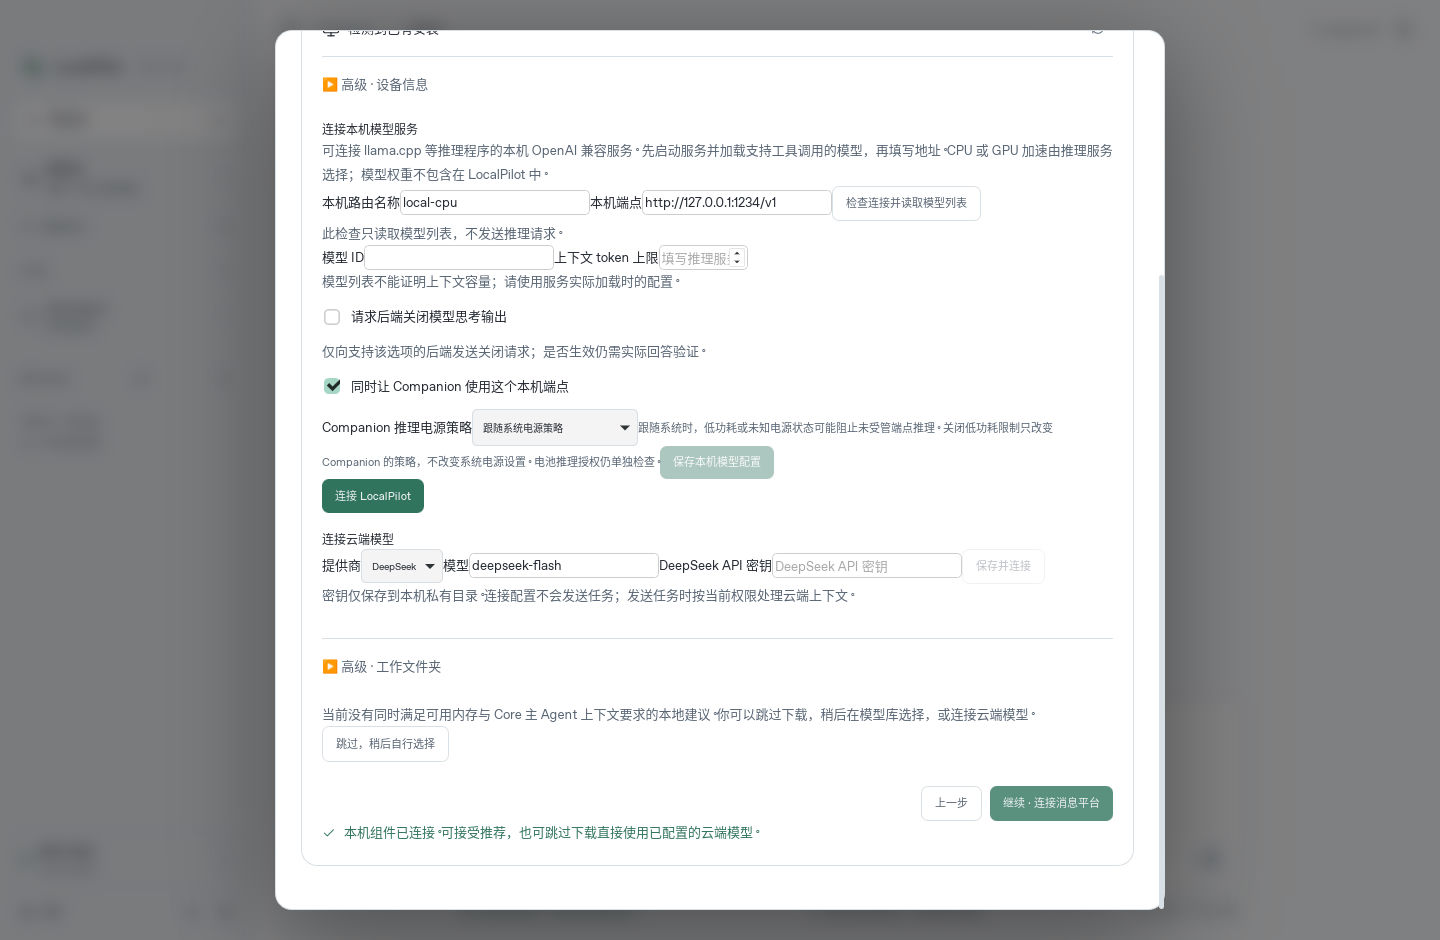 检测到已有安装
高级 · 设备信息
连接本机模型服务
可连接 llama.cpp 等推理程序的本机 OpenAI 兼容服务。先启动服务并加载支持工具调用的模型，再填写地址。CPU 或 GPU 加速由推理服务
选择；模型权重不包含在 LocalPilot 中。
本机路由名称 local-cpu 本机端点 http://127.0.0.1:1234/v1 检查连接并读取模型列表
此检查只读取模型列表，不发送推理请求。
模型 ID 上下文 token 上限 填写推理服
模型列表不能证明上下文容量；请使用服务实际加载时的配置。
请求后端关闭模型思考输出
仅向支持该选项的后端发送关闭请求；是否生效仍需实际回答验证。
同时让 Companion 使用这个本机端点
Companion 推理电源策略 跟随系统电源策略 跟随系统时，低功耗或未知电源状态可能阻止未受管端点推理。关闭低功耗限制只改变
Companion 的策略，不改变系统电源设置。电池推理授权仍单独检查。 保存本机模型配置
连接 LocalPilot
连接云端模型
提供商 DeepSeek 模型 deepseek-flash DeepSeek API 密钥 DeepSeek API 密钥 保存并连接
密钥仅保存到本机私有目录。连接配置不会发送任务；发送任务时按当前权限处理云端上下文。
高级 · 工作文件夹
当前没有同时满足可用内存与 Core 主 Agent 上下文要求的本地建议。你可以跳过下载，稍后在模型库选择，或连接云端模型。
跳过，稍后自行选择
上一步 继续 · 连接消息平台
本机组件已连接。可接受推荐，也可跳过下载直接使用已配置的云端模型。